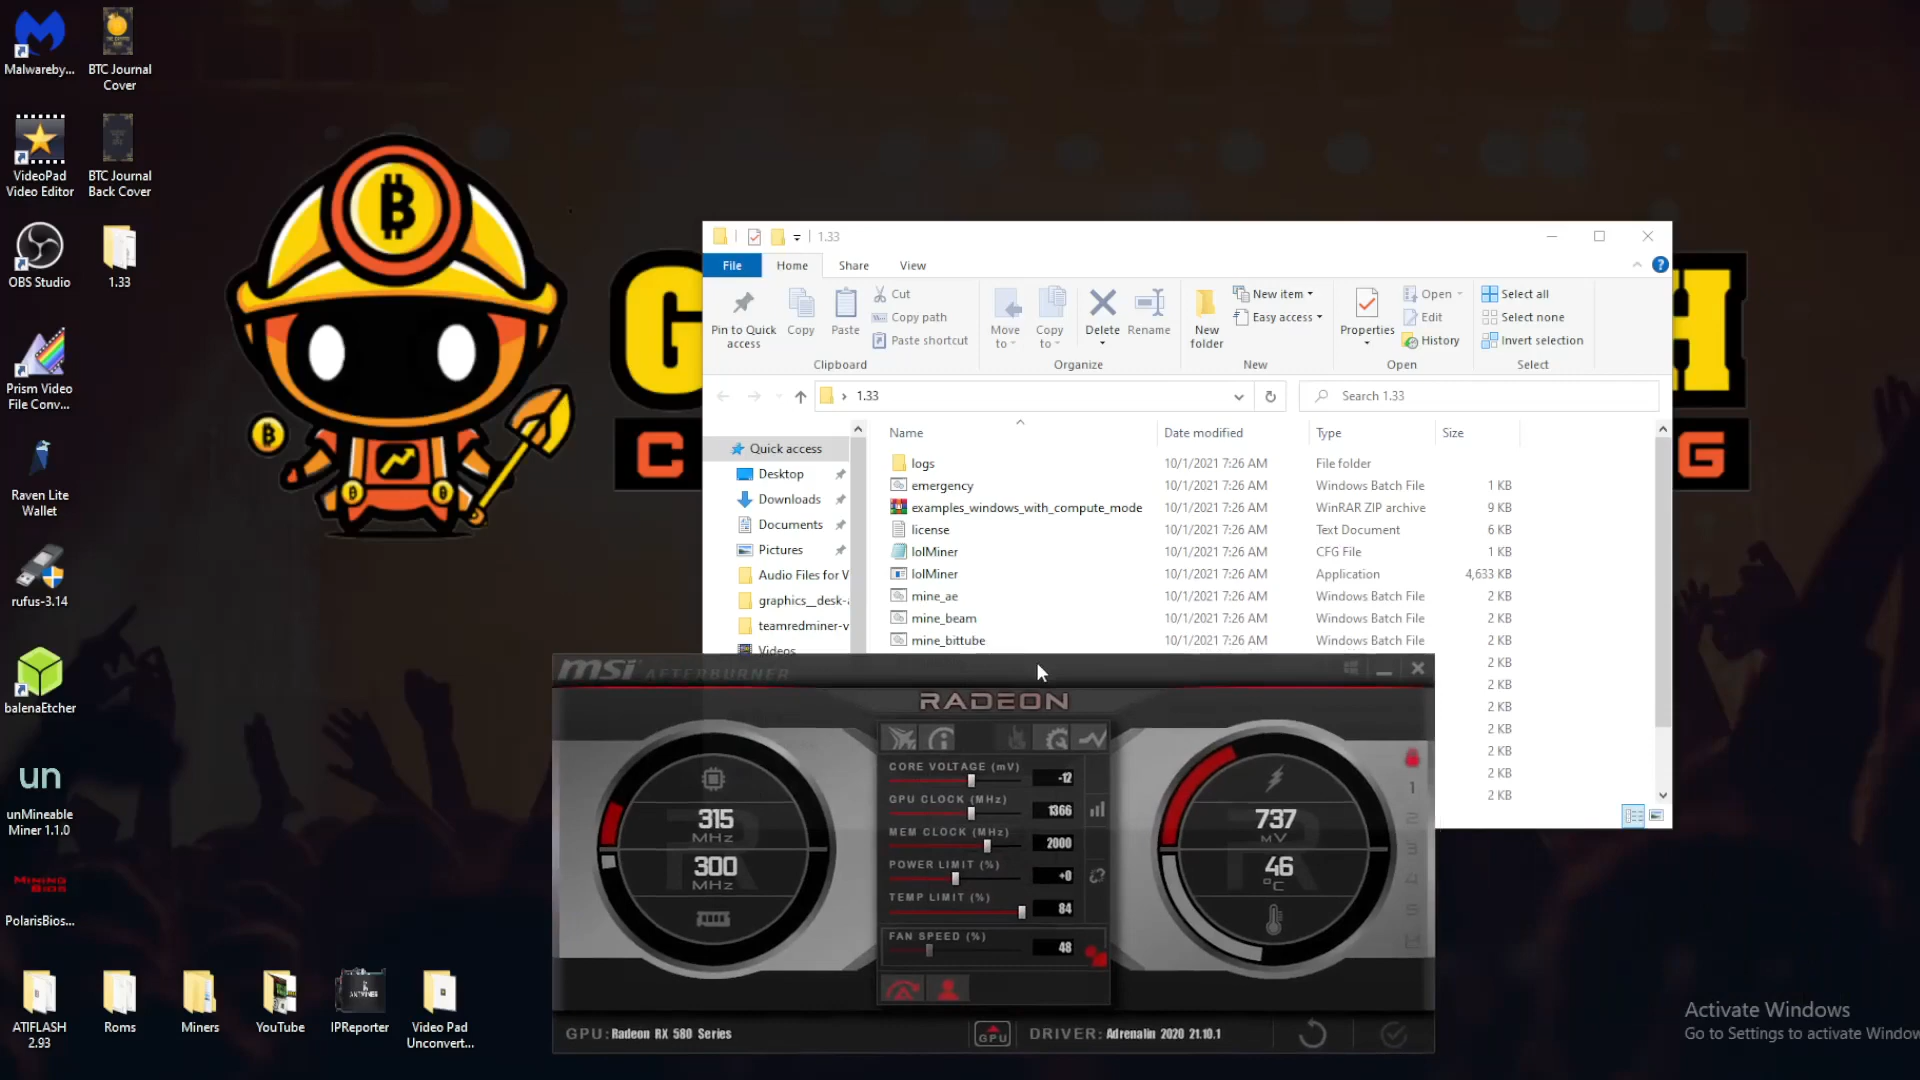 Malwareby...
BTC Journal
Cover
VideoPad
Video Editor
BTC Journal
Back Cover
OBS Studio
1.33
Prism Video
File Conv...
Raven Lite
Wallet
rufus-3.14
balenaEtcher
un
unMineable
Miner 1.1.0
MINING BIOS
PolarisBios...
ATIFLASH
2.93
Roms
Miners
YouTube
ANTMINER
IPReporter
Video Pad
Unconvert...
B
G
H
C
G
1.33
File
Home
Share
View
Pin to Quick
access
Copy
Paste
Cut
Copy path
Paste shortcut
Clipboard
Move
to
Copy
to
Delete
Rename
Organize
New
folder
New item
Easy access
New
Properties
Open
Edit
History
Open
Select all
Select none
Invert selection
Select
1.33
Search 1.33
Quick access
Desktop
Downloads
Documents
Pictures
Audio Files for V
graphics__desk-
teamredminer-v
Videos
Name Date modified Type Size
logs 10/1/2021 7:26 AM File folder
emergency 10/1/2021 7:26 AM Windows Batch File 1 KB
examples_windows_with_compute_mode 10/1/2021 7:26 AM WinRAR ZIP archive 9 KB
license 10/1/2021 7:26 AM Text Document 6 KB
lolMiner 10/1/2021 7:26 AM CFG File 1 KB
lolMiner 10/1/2021 7:26 AM Application 4,633 KB
mine_ae 10/1/2021 7:26 AM Windows Batch File 2 KB
mine_beam 10/1/2021 7:26 AM Windows Batch File 2 KB
mine_bittube 10/1/2021 7:26 AM Windows Batch File 2 KB
2 KB
2 KB
2 KB
2 KB
2 KB
2 KB
2 KB
msi AFTERBURNER
RADEON
315
MHz
300
MHz
CORE VOLTAGE (mV) -12
GPU CLOCK (MHz) 1366
MEM CLOCK (MHz) 2000
POWER LIMIT (%) +0
TEMP LIMIT (%) 84
FAN SPEED (%) 48
737
mV
46
°C
1
2
3
4
5
GPU: Radeon RX 580 Series
GPU
DRIVER: Adrenalin 2020 21.10.1
Activate Windows
Go to Settings to activate Window